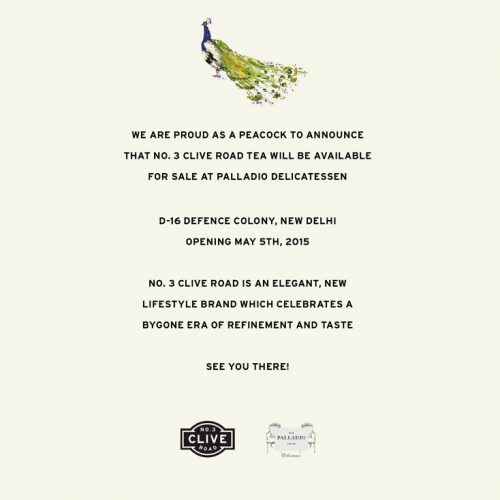 WE ARE PROUD AS A PEACOCK TO ANNOUNCE
THAT NO. 3 CLIVE ROAD TEA WILL BE AVAILABLE
FOR SALE AT PALLADIO DELICATESSEN
D-16 DEFENCE COLONY, NEW DELHI
OPENING MAY 5TH, 2015
NO. 3 CLIVE ROAD IS AN ELEGANT, NEW
LIFESTYLE BRAND WHICH CELEBRATES A
BYGONE ERA OF REFINEMENT AND TASTE
SEE YOU THERE!
NO.3
CLIVE
ROAD
PALLADIO